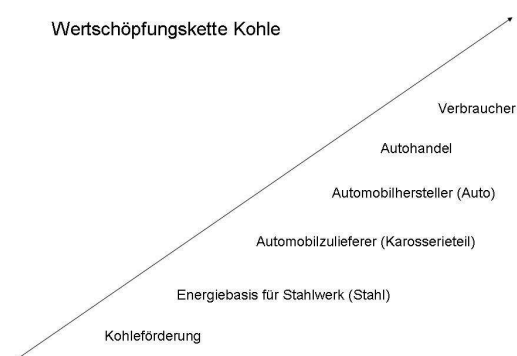 Wertschöpfungskette Kohle
Verbraucher
Autohandel
Automobilhersteller (Auto)
Automobilzulieferer (Karosserieteil)
Energiebasis für Stahlwerk (Stahl)
Kohleförderung